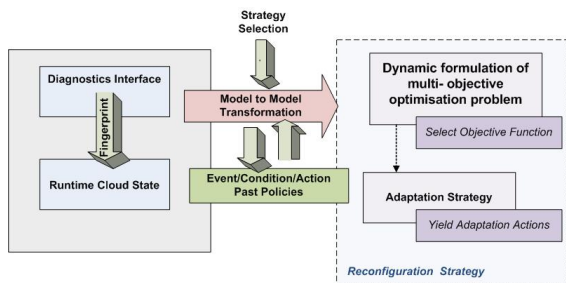 Strategy
Selection
Diagnostics Interface
Fingerprint
Runtime Cloud State
Model to Model
Transformation
Event/Condition/Action
Past Policies
Dynamic formulation of
multi- objective
optimisation problem
Select Objective Function
Adaptation Strategy
Yield Adaptation Actions
Reconfiguration Strategy